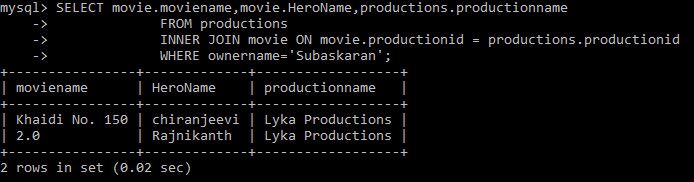 mysql> SELECT movie.moviename,movie.HeroName,productions.productionname
    ->               FROM productions
    ->               INNER JOIN movie ON movie.productionid = productions.productionid
    ->               WHERE ownername='Subaskaran';
+----------------+-------------+------------------+
| moviename      | HeroName    | productionname   |
+----------------+-------------+------------------+
| Khaidi No. 150 | chiranjeevi | Lyka Productions |
| 2.0            | Rajnikanth  | Lyka Productions |
+----------------+-------------+------------------+
2 rows in set (0.02 sec)